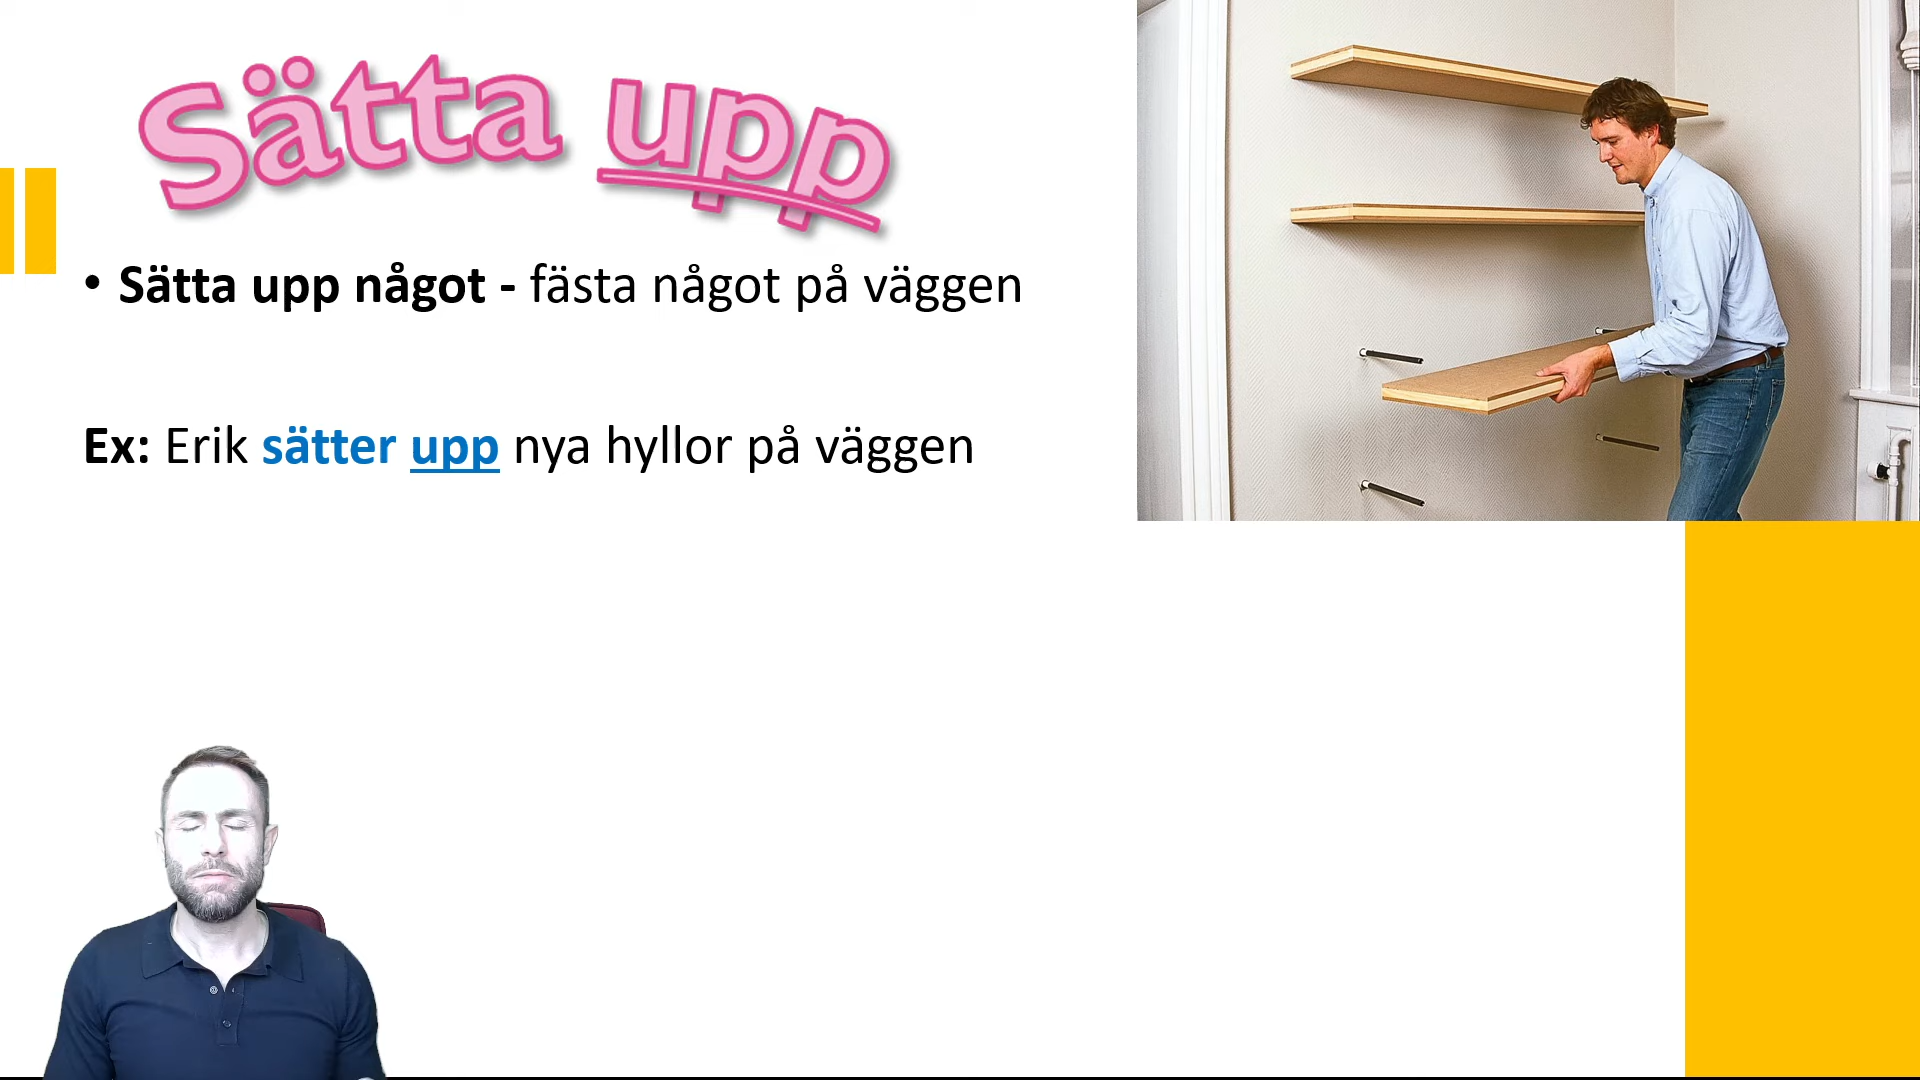 Sätta upp
• Sätta upp något - fästa något på väggen
Ex: Erik sätter upp nya hyllor på väggen